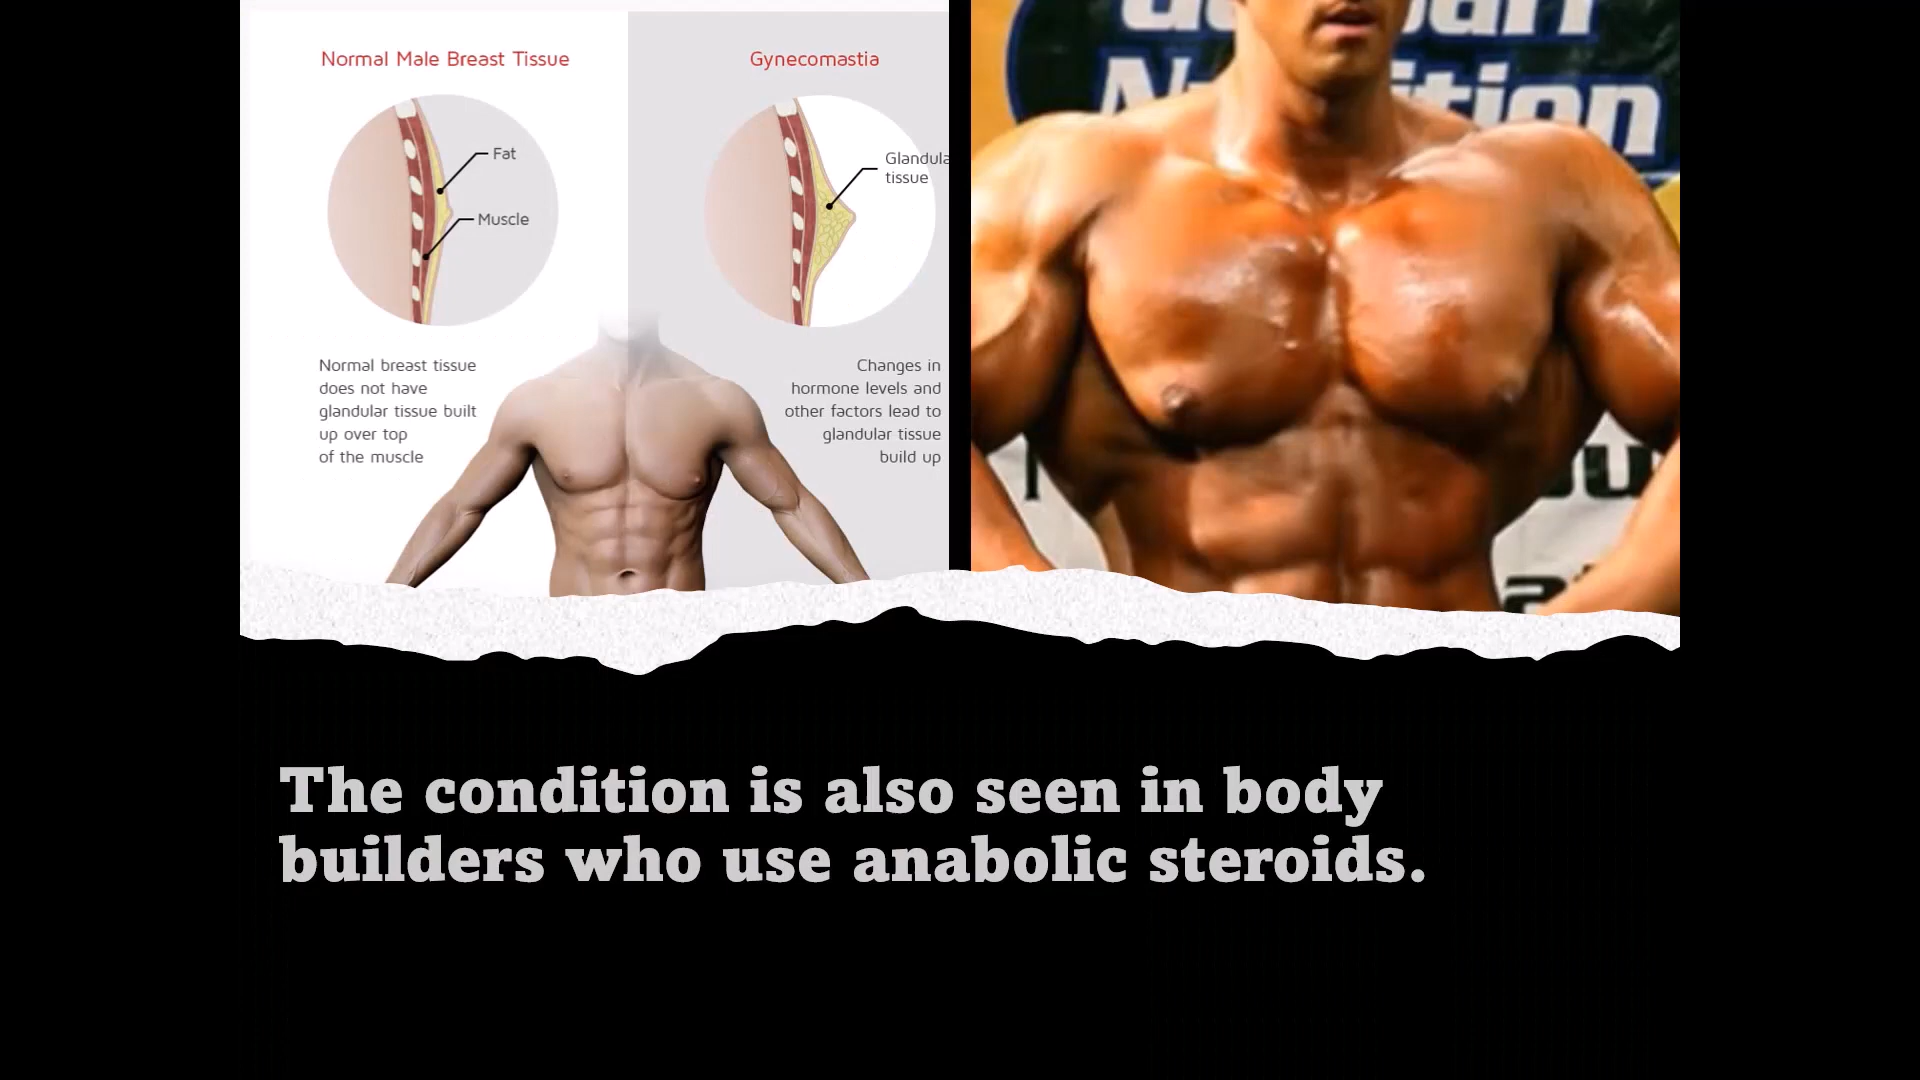 Normal Male Breast Tissue
Fat
Muscle
Normal breast tissue
does not have
glandular tissue built
up over top
of the muscle
Gynecomastia
tissue
Changes in
hormone levels and
other factors lead to
glandular tissue
build up
The condition is also seen in body
builders who use anabolic steroids.